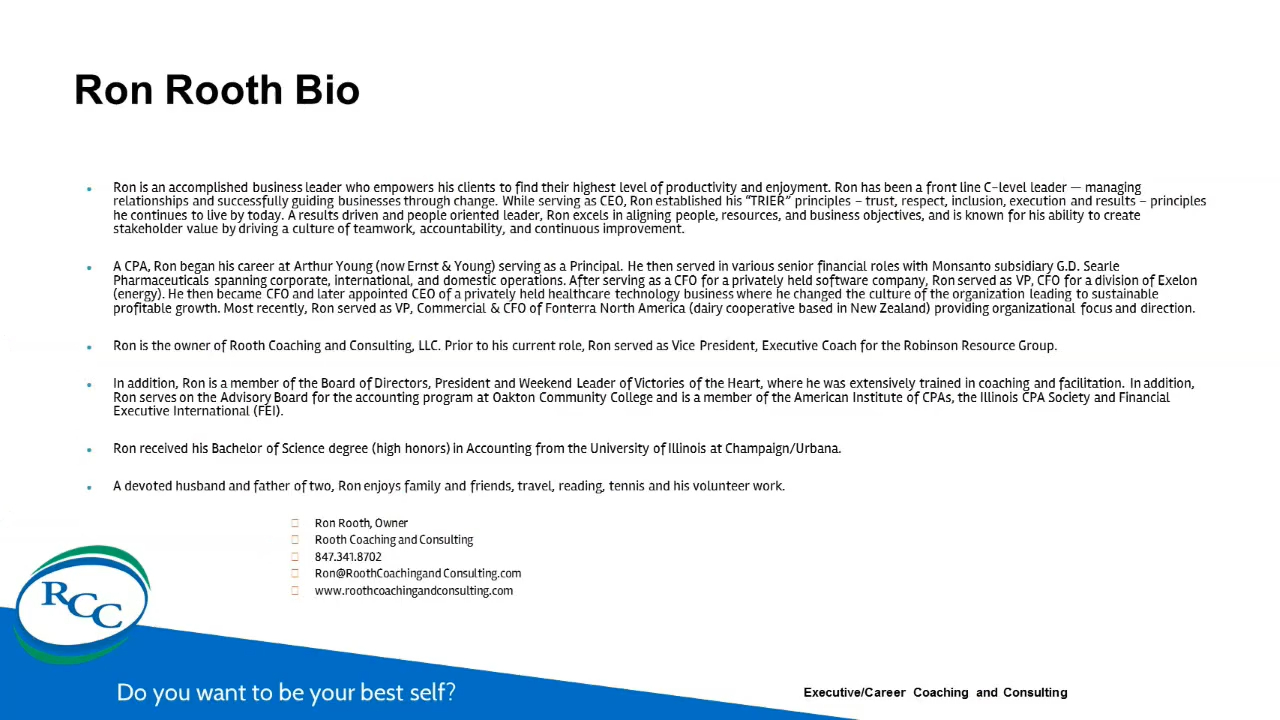 Ron Rooth Bio
Ron is an accomplished business leader who empowers his clients to find their highest level of productivity and enjoyment. Ron has been a front line C-level leader — managing
relationships and successfully guiding businesses through change. While serving as CEO, Ron established his “TRIER” principles – trust, respect, inclusion, execution and results – principles
he continues to live by today. A results driven and people oriented leader, Ron excels in aligning people, resources, and business objectives, and is known for his ability to create
stakeholder value by driving a culture of teamwork, accountability, and continuous improvement.
A CPA, Ron began his career at Arthur Young (now Ernst & Young) serving as a Principal. He then served in various senior financial roles with Monsanto subsidiary G.D. Searle
Pharmaceuticals spanning corporate, international, and domestic operations. After serving as a CFO for a privately held software company, Ron served as VP, CFO for a division of Exelon
(energy). He then became CFO and later appointed CEO of a privately held healthcare technology business where he changed the culture of the organization leading to sustainable
profitable growth. Most recently, Ron served as VP, Commercial & CFO of Fonterra North America (dairy cooperative based in New Zealand) providing organizational focus and direction.
Ron is the owner of Rooth Coaching and Consulting, LLC. Prior to his current role, Ron served as Vice President, Executive Coach for the Robinson Resource Group.
In addition, Ron is a member of the Board of Directors, President and Weekend Leader of Victories of the Heart, where he was extensively trained in coaching and facilitation. In addition,
Ron serves on the Advisory Board for the accounting program at Oakton Community College and is a member of the American Institute of CPAs, the Illinois CPA Society and Financial
Executive International (FEI).
Ron received his Bachelor of Science degree (high honors) in Accounting from the University of Illinois at Champaign/Urbana.
A devoted husband and father of two, Ron enjoys family and friends, travel, reading, tennis and his volunteer work.
Ron Rooth, Owner
Rooth Coaching and Consulting
847.341.8702
Ron@RoothCoachingand Consulting.com
www.roothcoachingandconsulting.com
RCC
Do you want to be your best self?
Executive/Career Coaching and Consulting